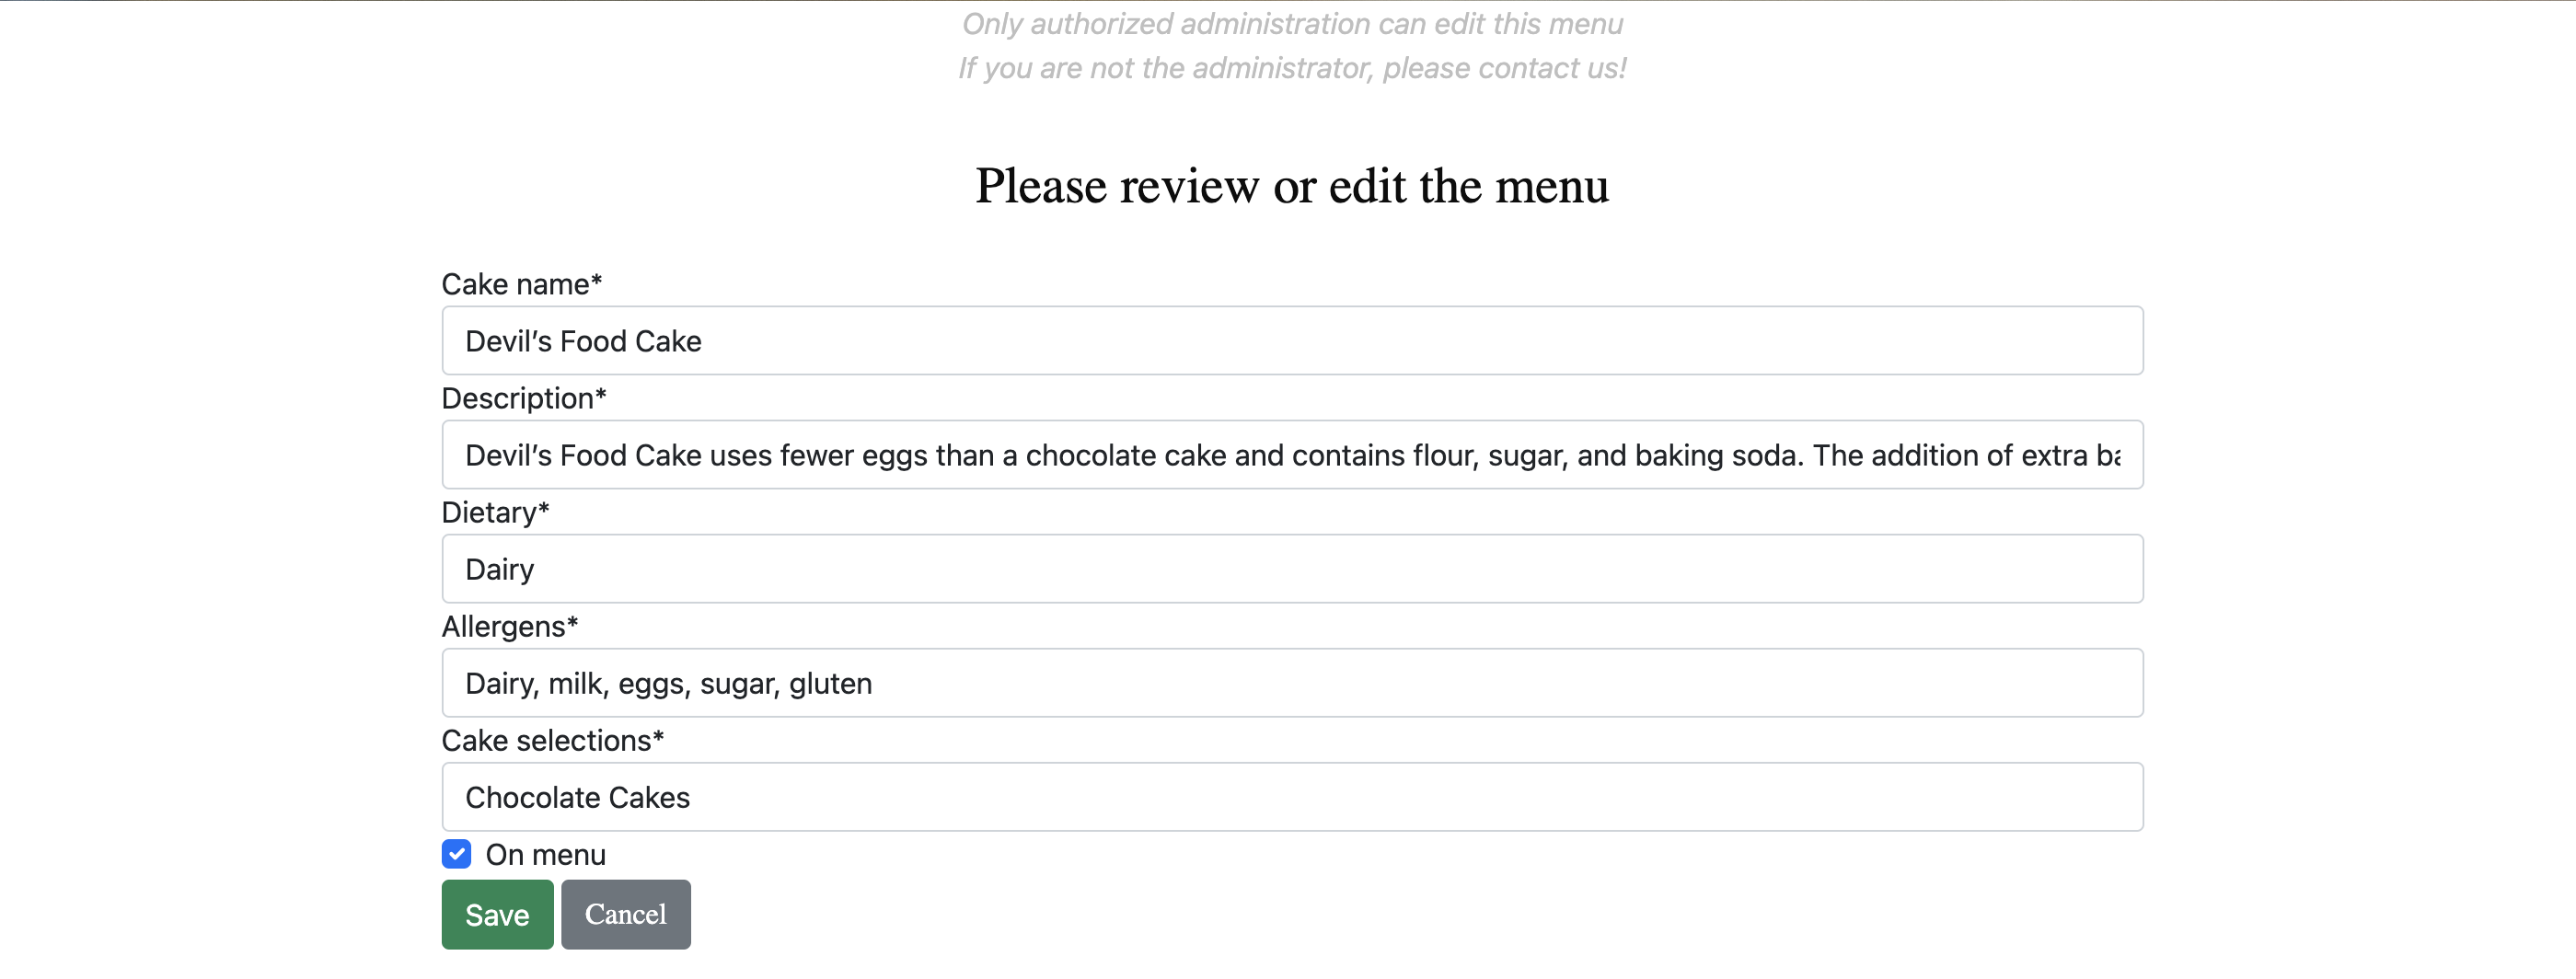 Only authorized administration can edit this menu
If you are not the administrator, please contact us!
Please review or edit the menu
Cake name*
Devil’s Food Cake
Description*
Devil’s Food Cake uses fewer eggs than a chocolate cake and contains flour, sugar, and baking soda. The addition of extra
Dietary*
Dairy
Allergens*
Dairy, milk, eggs, sugar, gluten
Cake selections*
Chocolate Cakes
On menu
Save Cancel